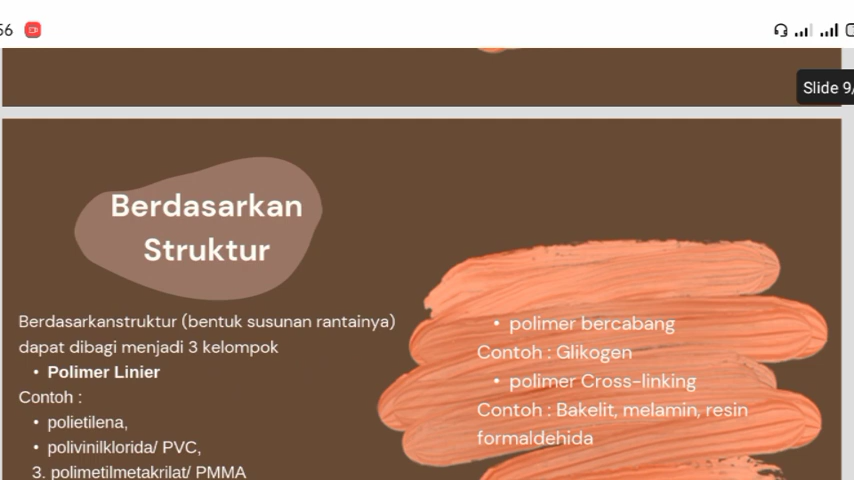 56
Slide 9/
Berdasarkan
Struktur
Berdasarkanstruktur (bentuk susunan rantainya)
dapat dibagi menjadi 3 kelompok
• Polimer Linier
Contoh :
• polietilena,
• polivinilklorida/ PVC,
3. polimetilmetakrilat/ PMMA
• polimer bercabang
Contoh : Glikogen
• polimer Cross-linking
Contoh : Bakelit, melamin, resin
formaldehida